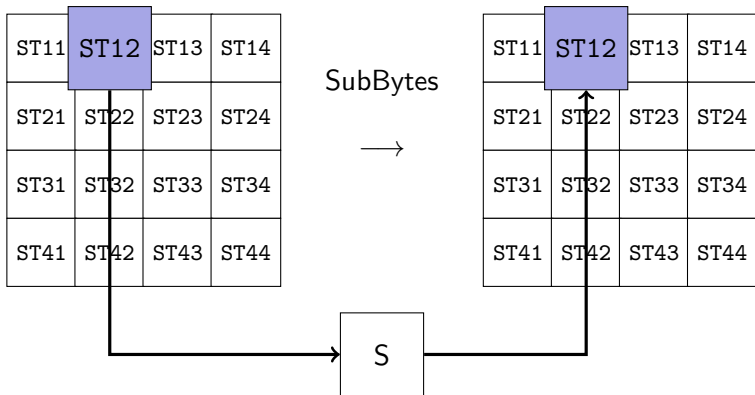 ST11 ST12 ST13 ST14 ST11 ST12 ST13 ST14
SubBytes
ST21 ST22 ST23 ST24 ST21 ST22 ST23 ST24
→
ST31 ST32 ST33 ST34 ST31 ST32 ST33 ST34
ST41 ST42 ST43 ST44 ST41 ST42 ST43 ST44
S